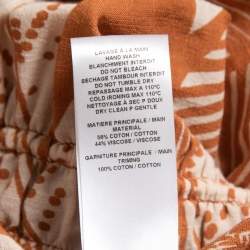 LAVAGE A LA MAIN
HAND WASH
BLANCHIMENT INTERDIT
DO NOT BLEACH
SECHAGE TAMBOUR INTERDIT
DO NOT TUMBLE DRY
REPASSAGE MAX A 110°C
COLD IRONING MAX 110°C
NETTOYAGE A SEC P DOUX
DRY CLEAN P GENTLE
MATIERE PRINCIPALE / MAIN
MATERIAL
56% COTON / COTTON
44% VISCOSE / VISCOSE
GARNITURE PRINCIPALE / MAIN
TRIMING
100% COTON / COTTON